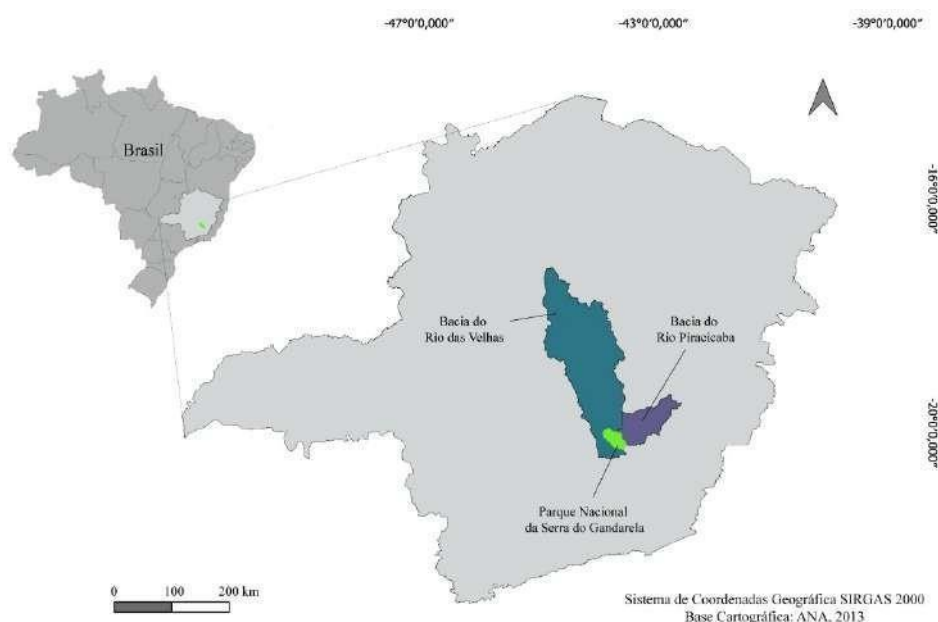 -47°0'0,000"
-43°0'0,000"
-39°0'0,000"
Brasil
-16°0'0,000"
Bacia do
Rio das Velhas
Bacia do
Rio Piracicaba
-20°0'0,000"
Parque Nacional
da Serra do Gandarela
0 100 200 km
Sistema de Coordenadas Geográfica SIRGAS 2000
Base Cartográfica: ANA, 2013